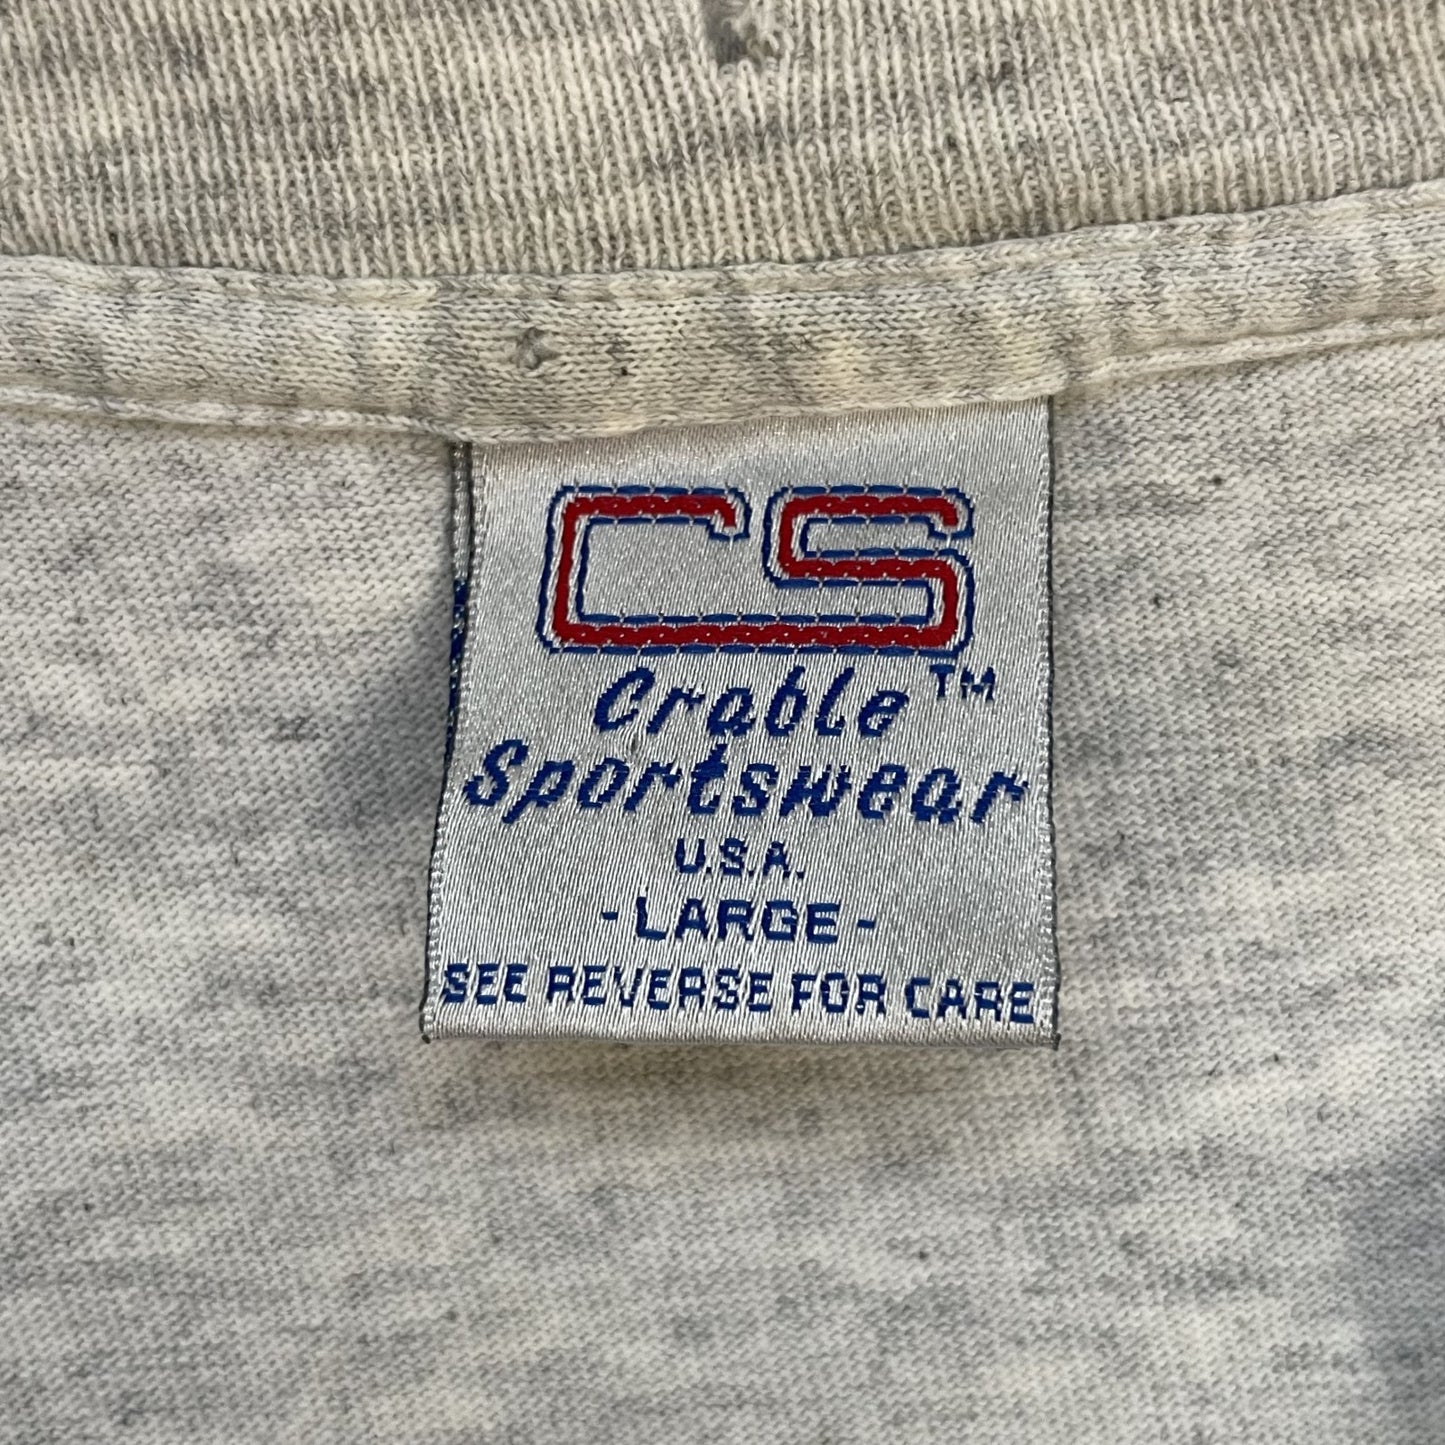 CS
Crable™
Sportswear
U.S.A.
-LARGE-
SEE REVERSE FOR CARE